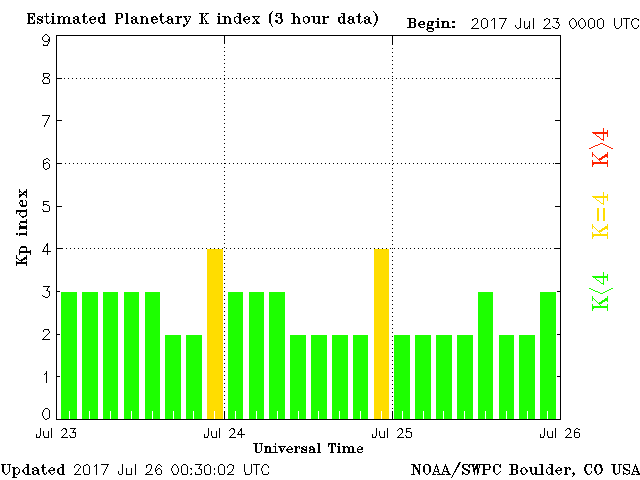 Estimated Planetary K index (3 hour data) Begin: 2017 Jul 23 0000 UTC
9
8
7
6
5
4
3
2
1
0
Kp index
K>4
K=4
K<4
Jul 23 Jul 24 Jul 25 Jul 26
Universal Time
Updated 2017 Jul 26 00:30:02 UTC NOAA/SWPC Boulder, CO USA